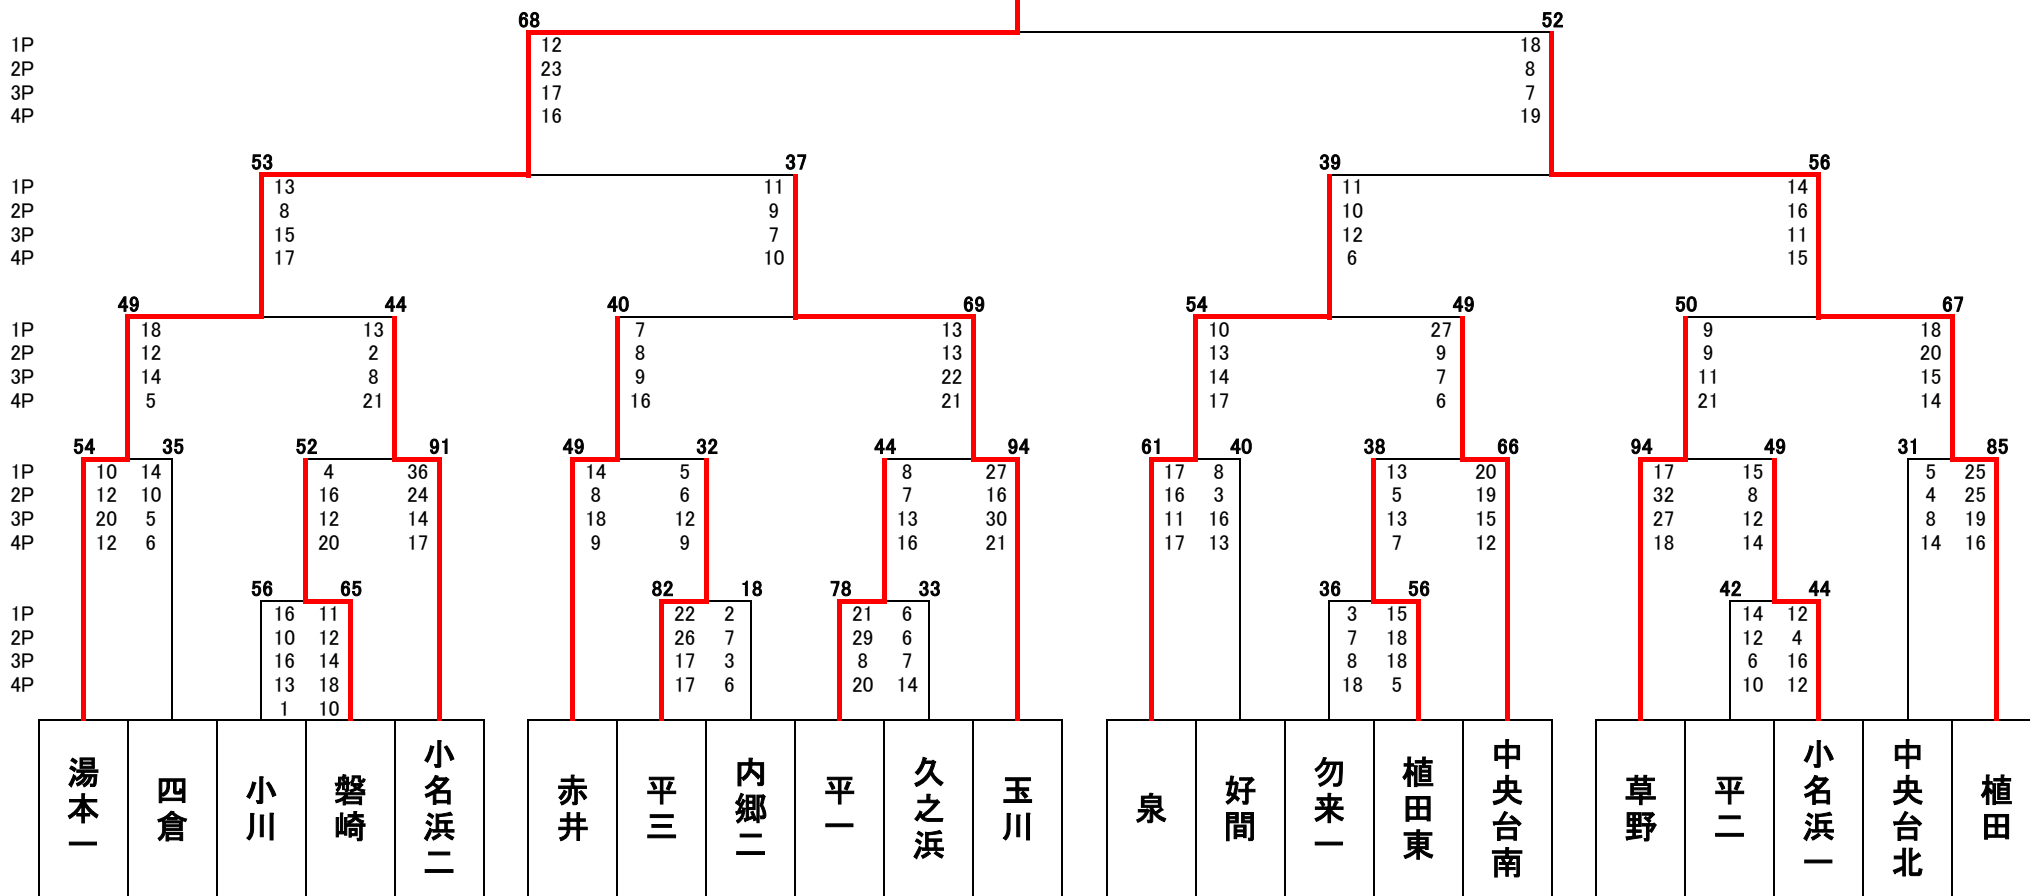 68 52
1P 12 18
2P 23 8
3P 17 7
4P 16 19
53 37 39 56
1P 13 11 11 14
2P 8 9 10 16
3P 15 7 12 11
4P 17 10 6 15
49 44 40 69 54 49 50 67
1P 18 13 7 13 10 27 9 18
2P 12 2 8 13 13 9 9 20
3P 14 8 9 22 14 7 11 15
4P 5 21 16 21 17 6 21 14
54 35 52 91 49 32 44 94 61 40 38 66 94 49 31 85
1P 10 14 4 36 14 5 8 27 17 8 13 20 17 15 5 25
2P 12 10 16 24 8 6 7 16 16 3 5 19 32 8 4 25
3P 20 5 12 14 18 12 13 30 11 16 13 15 27 12 8 19
4P 12 6 20 17 9 9 16 21 17 13 7 12 18 14 14 16
56 65 82 18 78 33 36 56 42 44
1P 16 11 22 2 21 6 3 15 14 12
2P 10 12 26 7 29 6 7 18 12 4
3P 16 14 17 3 8 7 8 18 6 16
4P 13 18 17 6 20 14 18 5 10 12
1 10
湯本一
四倉
小川
磐崎
小名浜二
赤井
平三
内郷二
平一
久之浜
玉川
泉
好間
勿来一
植田東
中央台南
草野
平二
小名浜一
中央台北
植田